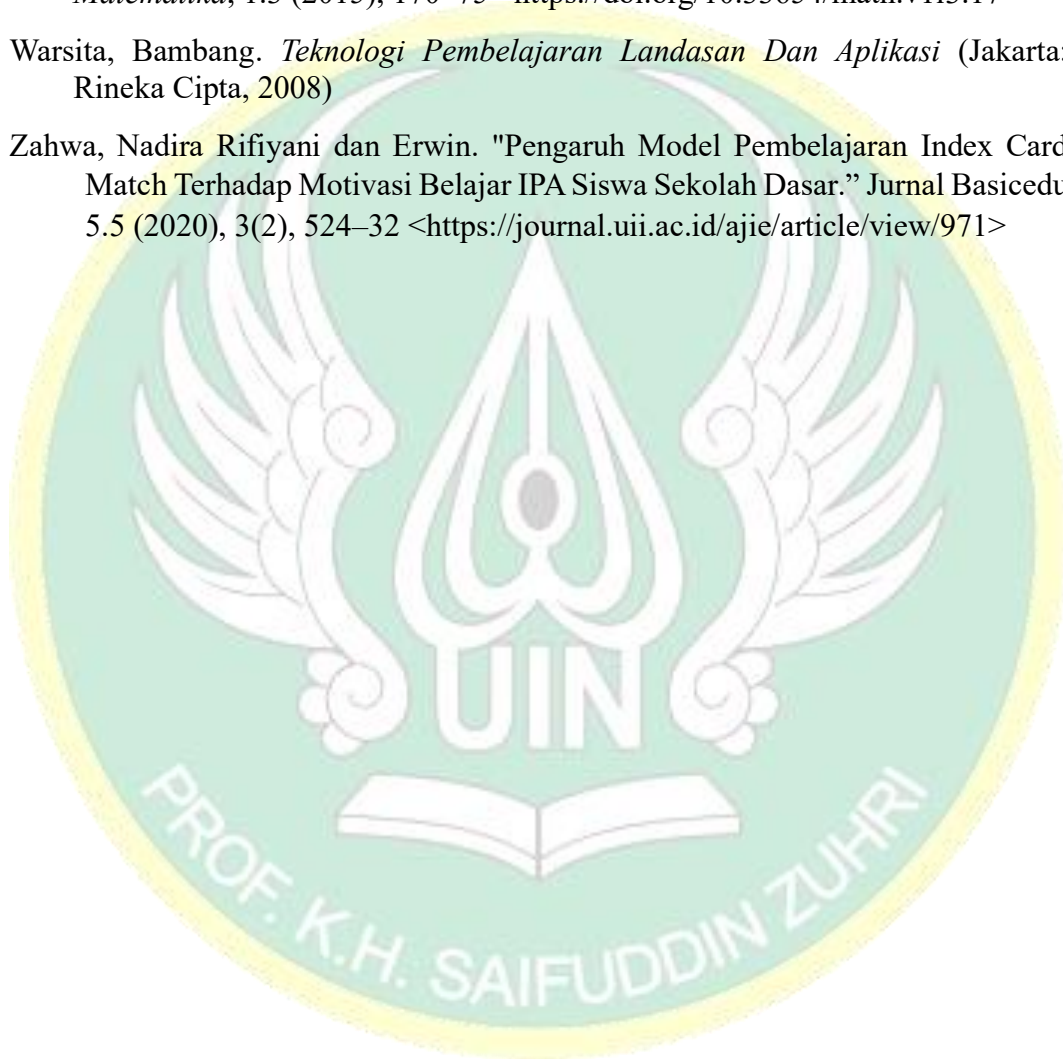 Warsita, Bambang. Teknologi Pembelajaran Landasan Dan Aplikasi (Jakarta:
Rineka Cipta, 2008)
Zahwa, Nadira Rifiyani dan Erwin. "Pengaruh Model Pembelajaran Index Card
Match Terhadap Motivasi Belajar IPA Siswa Sekolah Dasar.” Jurnal Basicedu
5.5 (2020), 3(2), 524–32 <https://journal.uii.ac.id/ajie/article/view/971>
UIN
PROF. K.H. SAIFUDDIN ZUHRI